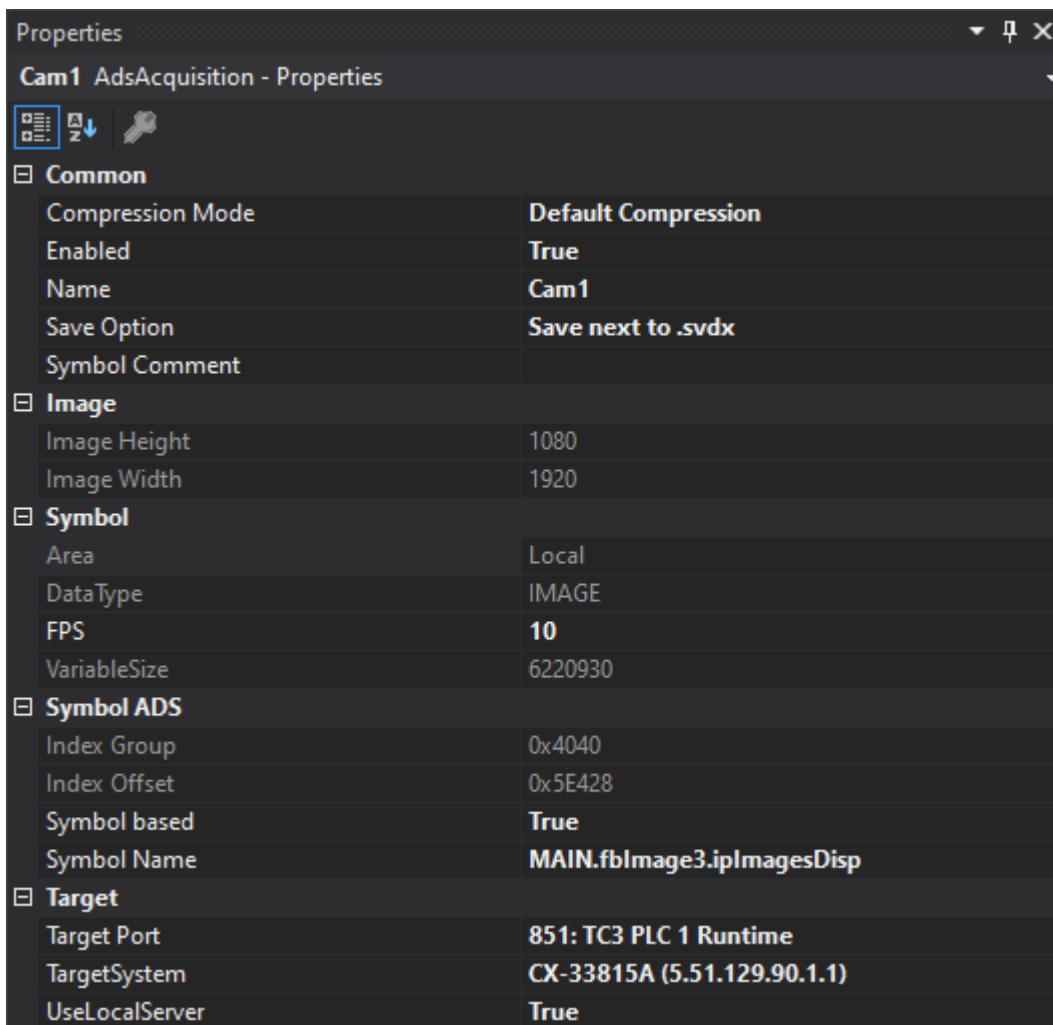 Properties
Cam1 AdsAcquisition - Properties
Common
Compression Mode Default Compression
Enabled True
Name Cam1
Save Option Save next to .svdx
Symbol Comment
Image
Image Height 1080
Image Width 1920
Symbol
Area Local
DataType IMAGE
FPS 10
VariableSize 6220930
Symbol ADS
Index Group 0x4040
Index Offset 0x5E428
Symbol based True
Symbol Name MAIN.fbImage3.ipImagesDisp
Target
Target Port 851: TC3 PLC 1 Runtime
TargetSystem CX-33815A (5.51.129.90.1.1)
UseLocalServer True